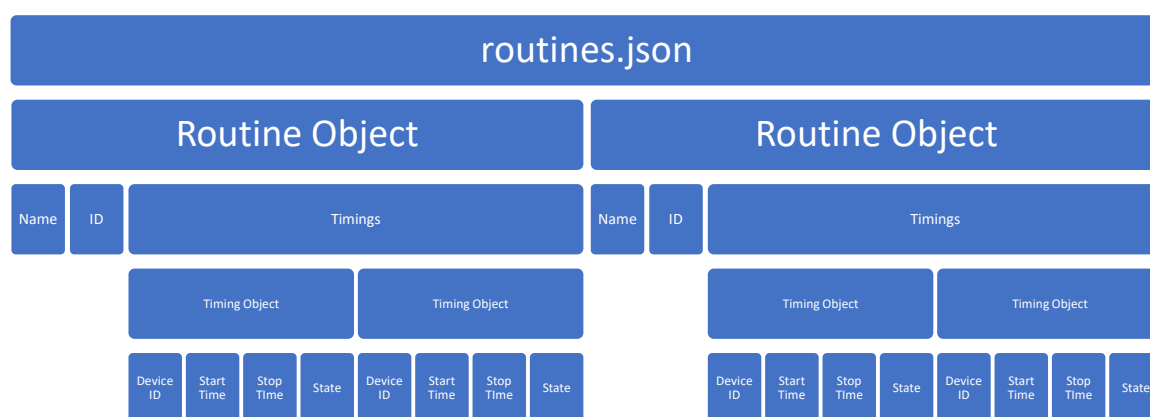 routines.json
Routine Object
Routine Object
Name
ID
Timings
Name
ID
Timings
Timing Object
Timing Object
Timing Object
Timing Object
Device
ID
Start
Time
Stop
TIme
State
Device
ID
Start
Time
Stop
TIme
State
Device
ID
Start
Time
Stop
TIme
State
Device
ID
Start
Time
Stop
TIme
State